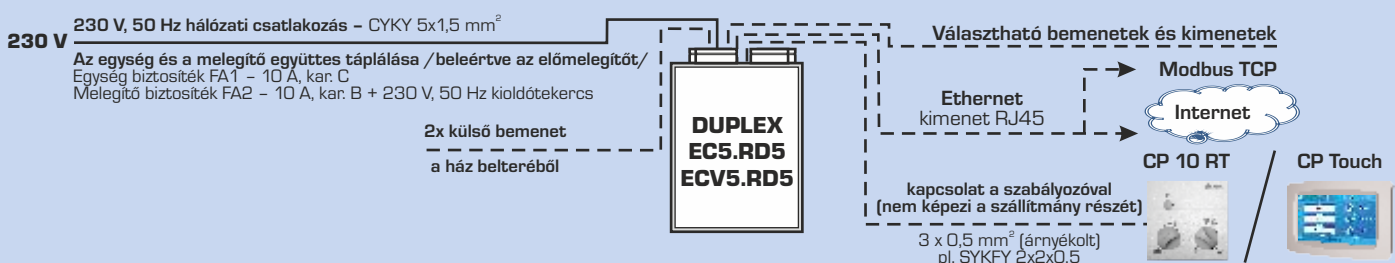 230 V, 50 Hz hálózati csatlakozás – CYKY 5x1,5 mm²
230 V
Az egység és a melegítő együttes táplálása /beleértve az előmelegítőt/
Egység biztosíték FA1 – 10 A, kar. C
Melegítő biztosíték FA2 – 10 A, kar. B + 230 V, 50 Hz kioldótekercs
2x külső bemenet
a ház belteréből
DUPLEX
EC5.RD5
ECV5.RD5
Választható bemenetek és kimenetek
Modbus TCP
Ethernet
kimenet RJ45
Internet
CP 10 RT
CP Touch
kapcsolat a szabályozóval
(nem képezi a szállítmány részét)
3 x 0,5 mm² (árnyékolt)
pl. SYKFY 2x2x0,5